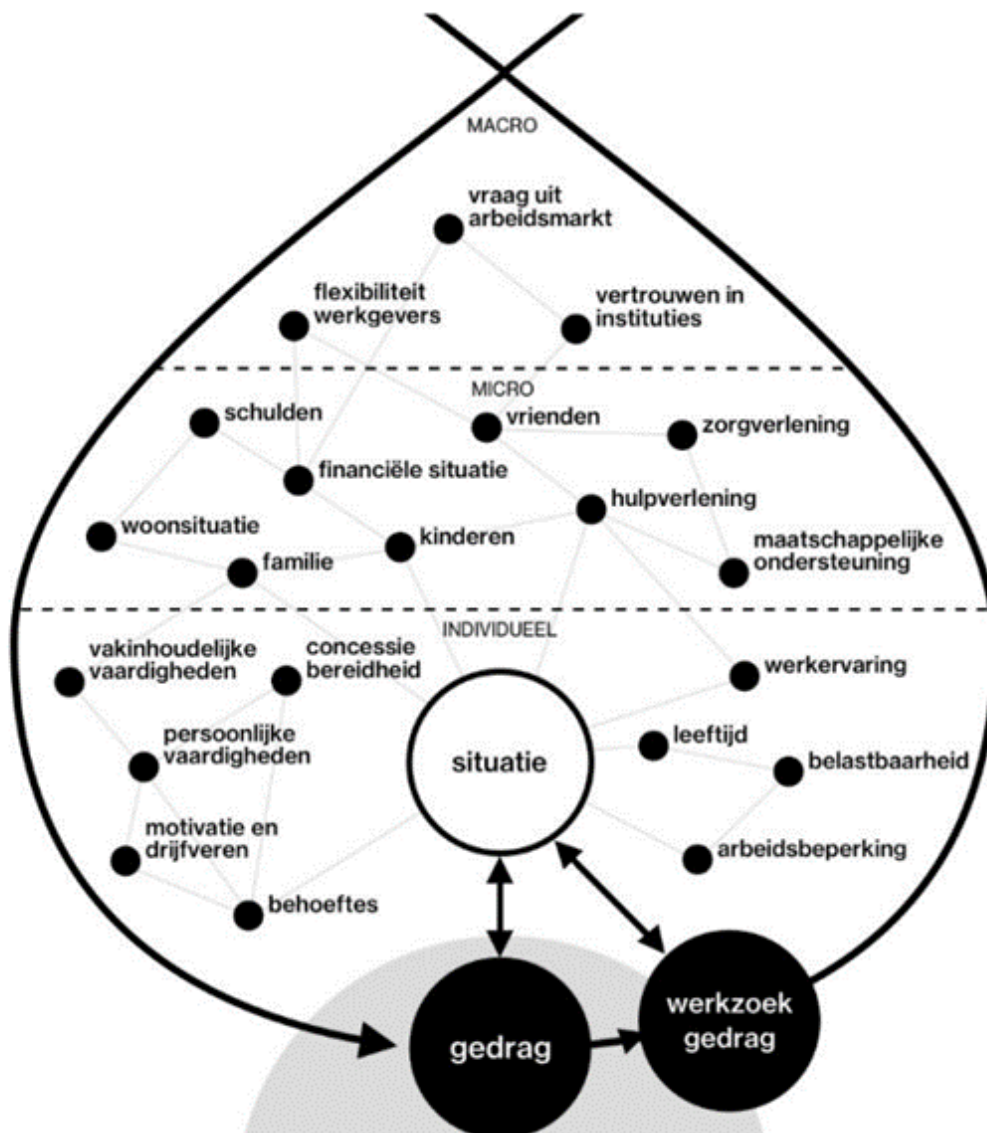 MACRO
vraag uit
arbeidsmarkt
flexibiliteit
werkgevers
vertrouwen in
instituties
MICRO
schulden
vrienden
zorgverlening
financiële situatie
hulpverlening
woonsituatie
kinderen
familie
maatschappelijke
ondersteuning
INDIVIDUEEL
vakinhoudelijke
vaardigheden
concessie
bereidheid
werkervaring
persoonlijke
vaardigheden
situatie
leeftijd
belastbaarheid
motivatie en
drijfveren
arbeidsbeperking
behoeftes
gedrag
werkzoek
gedrag